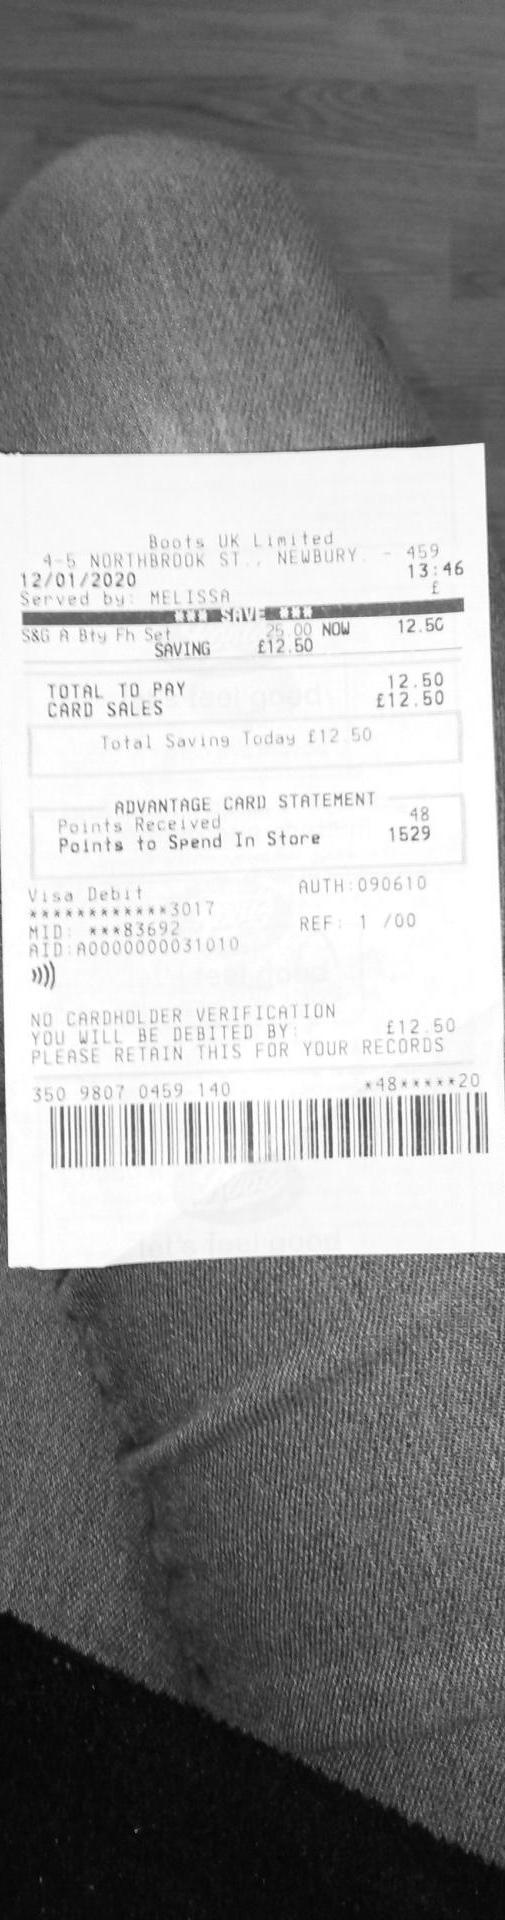 Boots UK Limited
4-5 NORTHBROOK ST., NEWBURY. - 459
12/01/2020 13:46
Served by: MELISSA £
*** SAVE ***
S&G A Bty Fh Set 25.00 NOW 12.50
SAVING £12.50
TOTAL TO PAY 12.50
CARD SALES £12.50
Total Saving Today £12.50
ADVANTAGE CARD STATEMENT
Points Received 48
Points to Spend In Store 1529
Visa Debit AUTH:090610
************3017
MID: ***83692 REF: 1 /00
AID:A0000000031010
NO CARDHOLDER VERIFICATION
YOU WILL BE DEBITED BY: £12.50
PLEASE RETAIN THIS FOR YOUR RECORDS
350 9807 0459 140 *48*****20